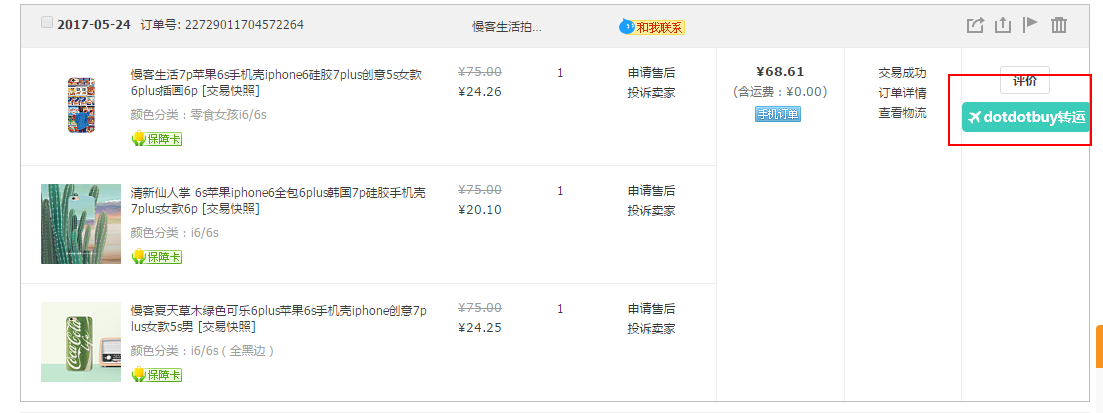 2017-05-24 订单号: 22729011704572264 慢客生活拍... 和我联系
慢客生活7p苹果6s手机壳iphone6硅胶7plus创意5s女款
6plus插画6p [交易快照]
颜色分类：零食女孩i6/6s
保障卡
¥75.00
¥24.26
1
申请售后
投诉卖家
¥68.61
(含运费：¥0.00)
手机订单
交易成功
订单详情
查看物流
评价
dotdotbuy转运
清新仙人掌 6s苹果iphone6全包6plus韩国7p硅胶手机壳
7plus女款6p [交易快照]
颜色分类：i6/6s
保障卡
¥75.00
¥20.10
1
申请售后
投诉卖家
慢客夏天草木绿色可乐6plus苹果6s手机壳iphone创意7p
lus女款5s男 [交易快照]
颜色分类：i6/6s ( 全黑边 )
保障卡
¥75.00
¥24.25
1
申请售后
投诉卖家
Coca-Cola
Life